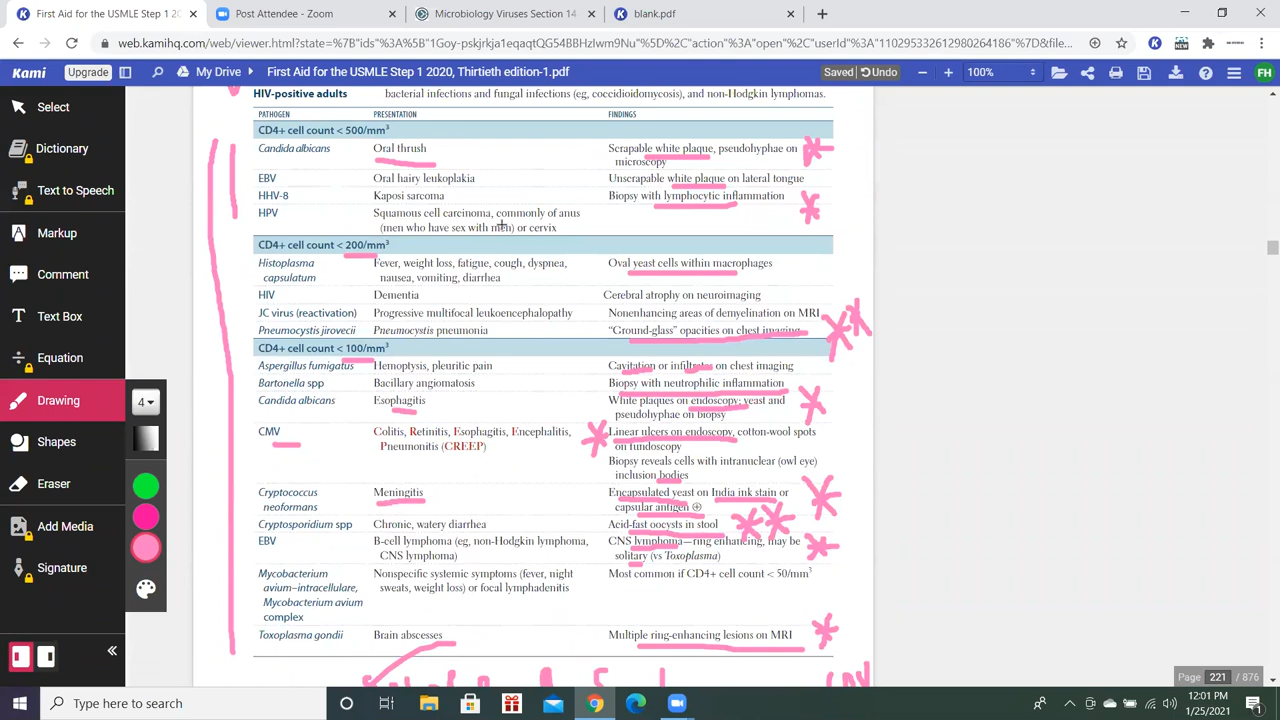 First Aid for the USMLE Step 1 20
Post Attendee - Zoom
Microbiology Viruses Section 14
blank.pdf
web.kamihq.com/web/viewer.html?state=%7B"ids"%3A%5B"1Goy-pskjkja1eqaqtQG54BBHzIwm9Nu"%5D%2C"action"%3A"open"%2C"userId"%3A"110295332612980264186"%7D&file...
Kami Upgrade My Drive First Aid for the USMLE Step 1 2020, Thirtieth edition-1.pdf Saved Undo 100% FH
Select
Dictionary
Text to Speech
Markup
Comment
Text Box
Equation
Drawing
4
Shapes
Eraser
Add Media
Signature
HIV-positive adults bacterial infections and fungal infections (eg, coccidioidomycosis), and non-Hodgkin lymphomas.
PATHOGEN PRESENTATION FINDINGS
CD4+ cell count < 500/mm³
Candida albicans Oral thrush Scrapable white plaque, pseudohyphae on
microscopy
EBV Oral hairy leukoplakia Unscrapable white plaque on lateral tongue
HHV-8 Kaposi sarcoma Biopsy with lymphocytic inflammation
HPV Squamous cell carcinoma, commonly of anus
(men who have sex with men) or cervix
CD4+ cell count < 200/mm³
Histoplasma Fever, weight loss, fatigue, cough, dyspnea, Oval yeast cells within macrophages
capsulatum nausea, vomiting, diarrhea
HIV Dementia Cerebral atrophy on neuroimaging
JC virus (reactivation) Progressive multifocal leukoencephalopathy Nonenhancing areas of demyelination on MRI
Pneumocystis jirovecii Pneumocystis pneumonia "Ground-glass" opacities on chest imaging
CD4+ cell count < 100/mm³
Aspergillus fumigatus Hemoptysis, pleuritic pain Cavitation or infiltrates on chest imaging
Bartonella spp Bacillary angiomatosis Biopsy with neutrophilic inflammation
Candida albicans Esophagitis White plaques on endoscopy; yeast and
pseudohyphae on biopsy
CMV Colitis, Retinitis, Esophagitis, Encephalitis, Linear ulcers on endoscopy, cotton-wool spots
Pneumonitis (CREEP) on fundoscopy
Biopsy reveals cells with intranuclear (owl eye)
inclusion bodies
Cryptococcus Meningitis Encapsulated yeast on India ink stain or
neoformans capsular antigen ⊕
Cryptosporidium spp Chronic, watery diarrhea Acid-fast oocysts in stool
EBV B-cell lymphoma (eg, non-Hodgkin lymphoma, CNS lymphoma—ring enhancing, may be
CNS lymphoma) solitary (vs Toxoplasma)
Mycobacterium Nonspecific systemic symptoms (fever, night Most common if CD4+ cell count < 50/mm³
avium–intracellulare, sweats, weight loss) or focal lymphadenitis
Mycobacterium avium
complex
Toxoplasma gondii Brain abscesses Multiple ring-enhancing lesions on MRI
Page 221 / 876
Type here to search
12:01 PM
1/25/2021